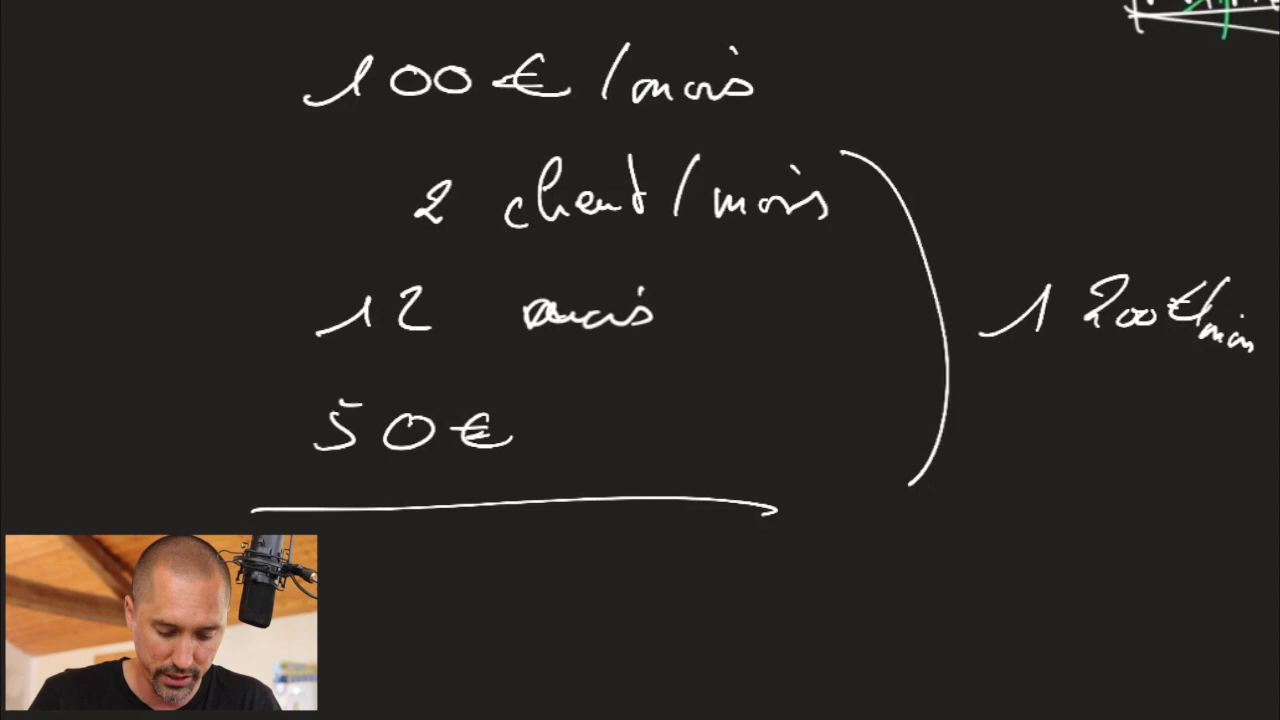 100€/mois
2 client/mois
12 mois
50€
1 200€/mois